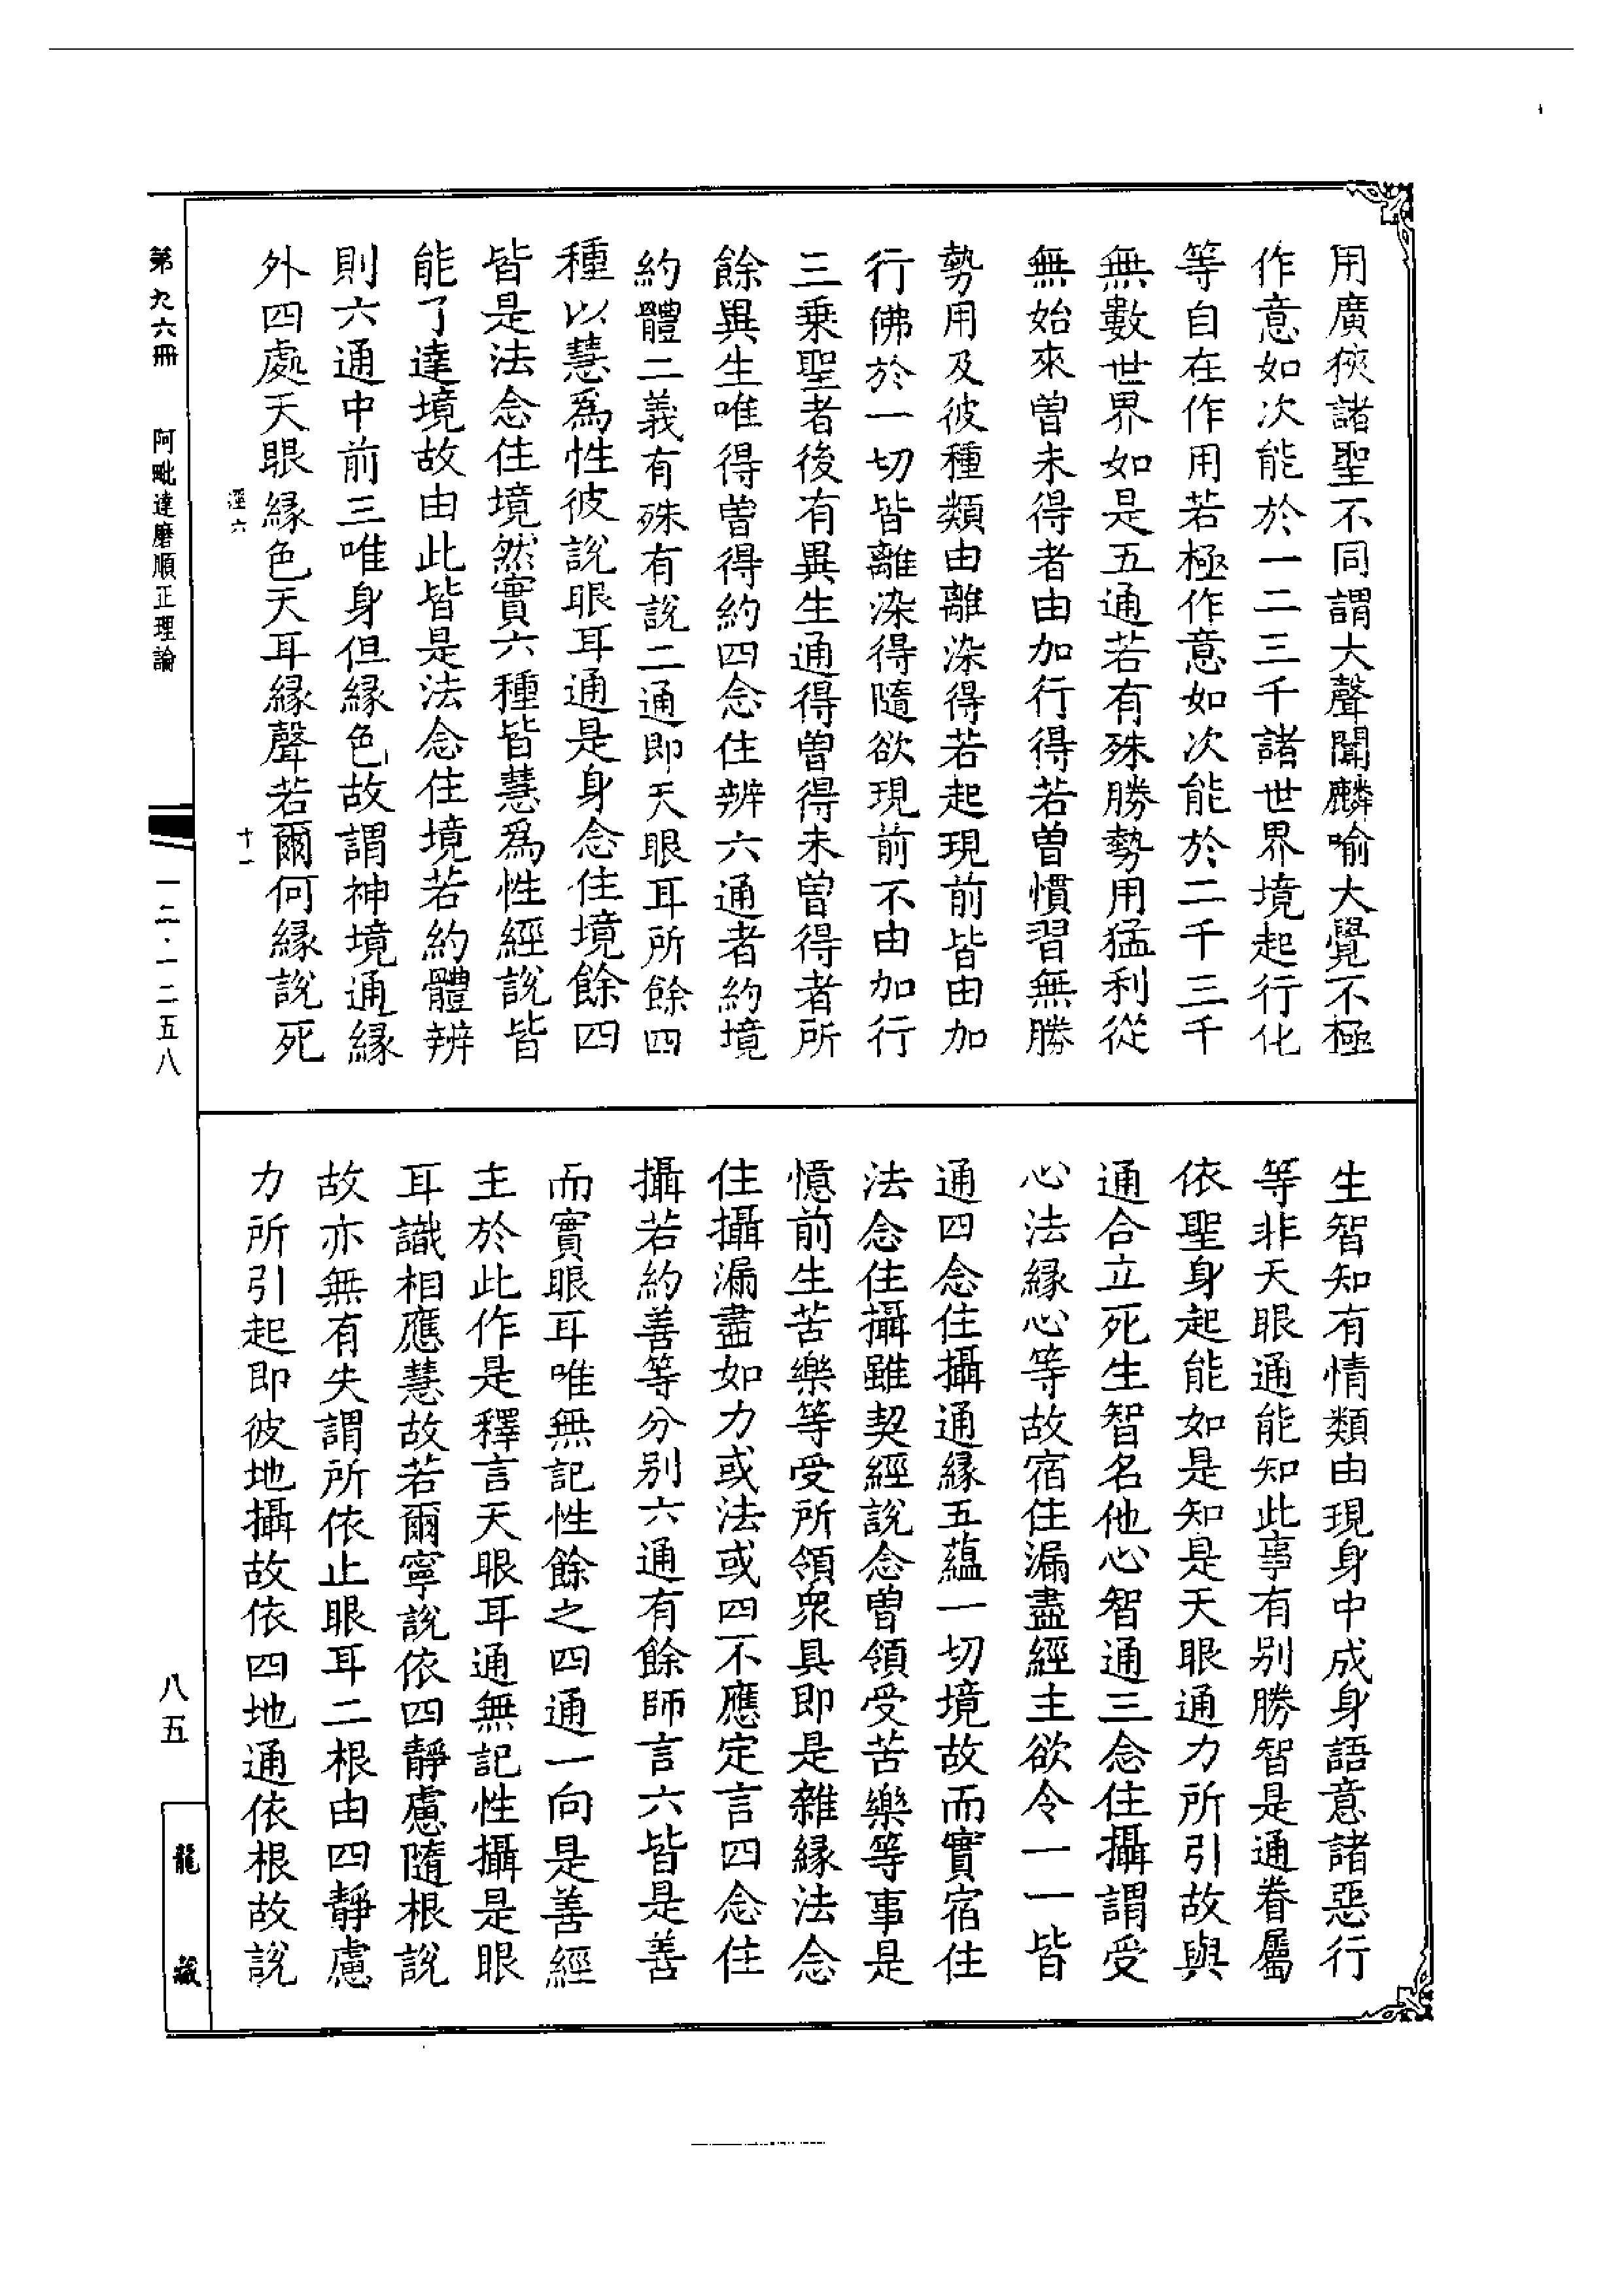 用廣狹諸聖不同謂大聲聞麟喻大覺不極
作意如次能於一二三千諸世界境起行化
等自在作用若極作意如次能於二千三千
無數世界如是五通若有殊勝勢用猛利從
無始來曽未得者由加行得若曽慣習無勝
勢用及彼種類由離染得若起現前皆由加
行佛於一切皆離染得隨欲現前不由加行
三乗聖者後有異生通得曽得未曽得者所
餘異生唯得曽得約四念住辨六通者約境
約體二義有殊有說二通即天眼耳所餘四
種以慧爲性彼說眼耳通是身念住境餘四
皆是法念住境然實六種皆慧爲性經說皆
能了達境故由此皆是法念住境若約體辨
則六通中前三唯身但緣色故謂神境通緣
外四處天眼緣色天耳緣聲若爾何緣說死
生智知有情類由現身中成身語意諸惡行
等非天眼通能知此事有别勝智是通眷屬
依聖身起能如是知是天眼通力所引故與
通合立死生智名他心智通三念住攝謂受
心法緣心等故宿住漏盡經主欲令一一皆
通四念住攝通緣五蘊一切境故而實宿住
法念住攝雖契經說念曽領受苦樂等事是
憶前生苦樂等受所領衆具即是雜緣法念
住攝漏盡如力或法或四不應定言四念住
攝若約善等分别六通有餘師言六皆是善
而實眼耳唯無記性餘之四通一向是善經
主於此作是釋言天眼耳通無記性攝是眼
耳識相應慧故若爾寧說依四靜慮隨根說
故亦無有失謂所依止眼耳二根由四靜慮
力所引起即彼地攝故依四地通依根故說
第九六冊 阿毗達磨順正理論
一二·一二五八
八五
龍藏
涇六
十一